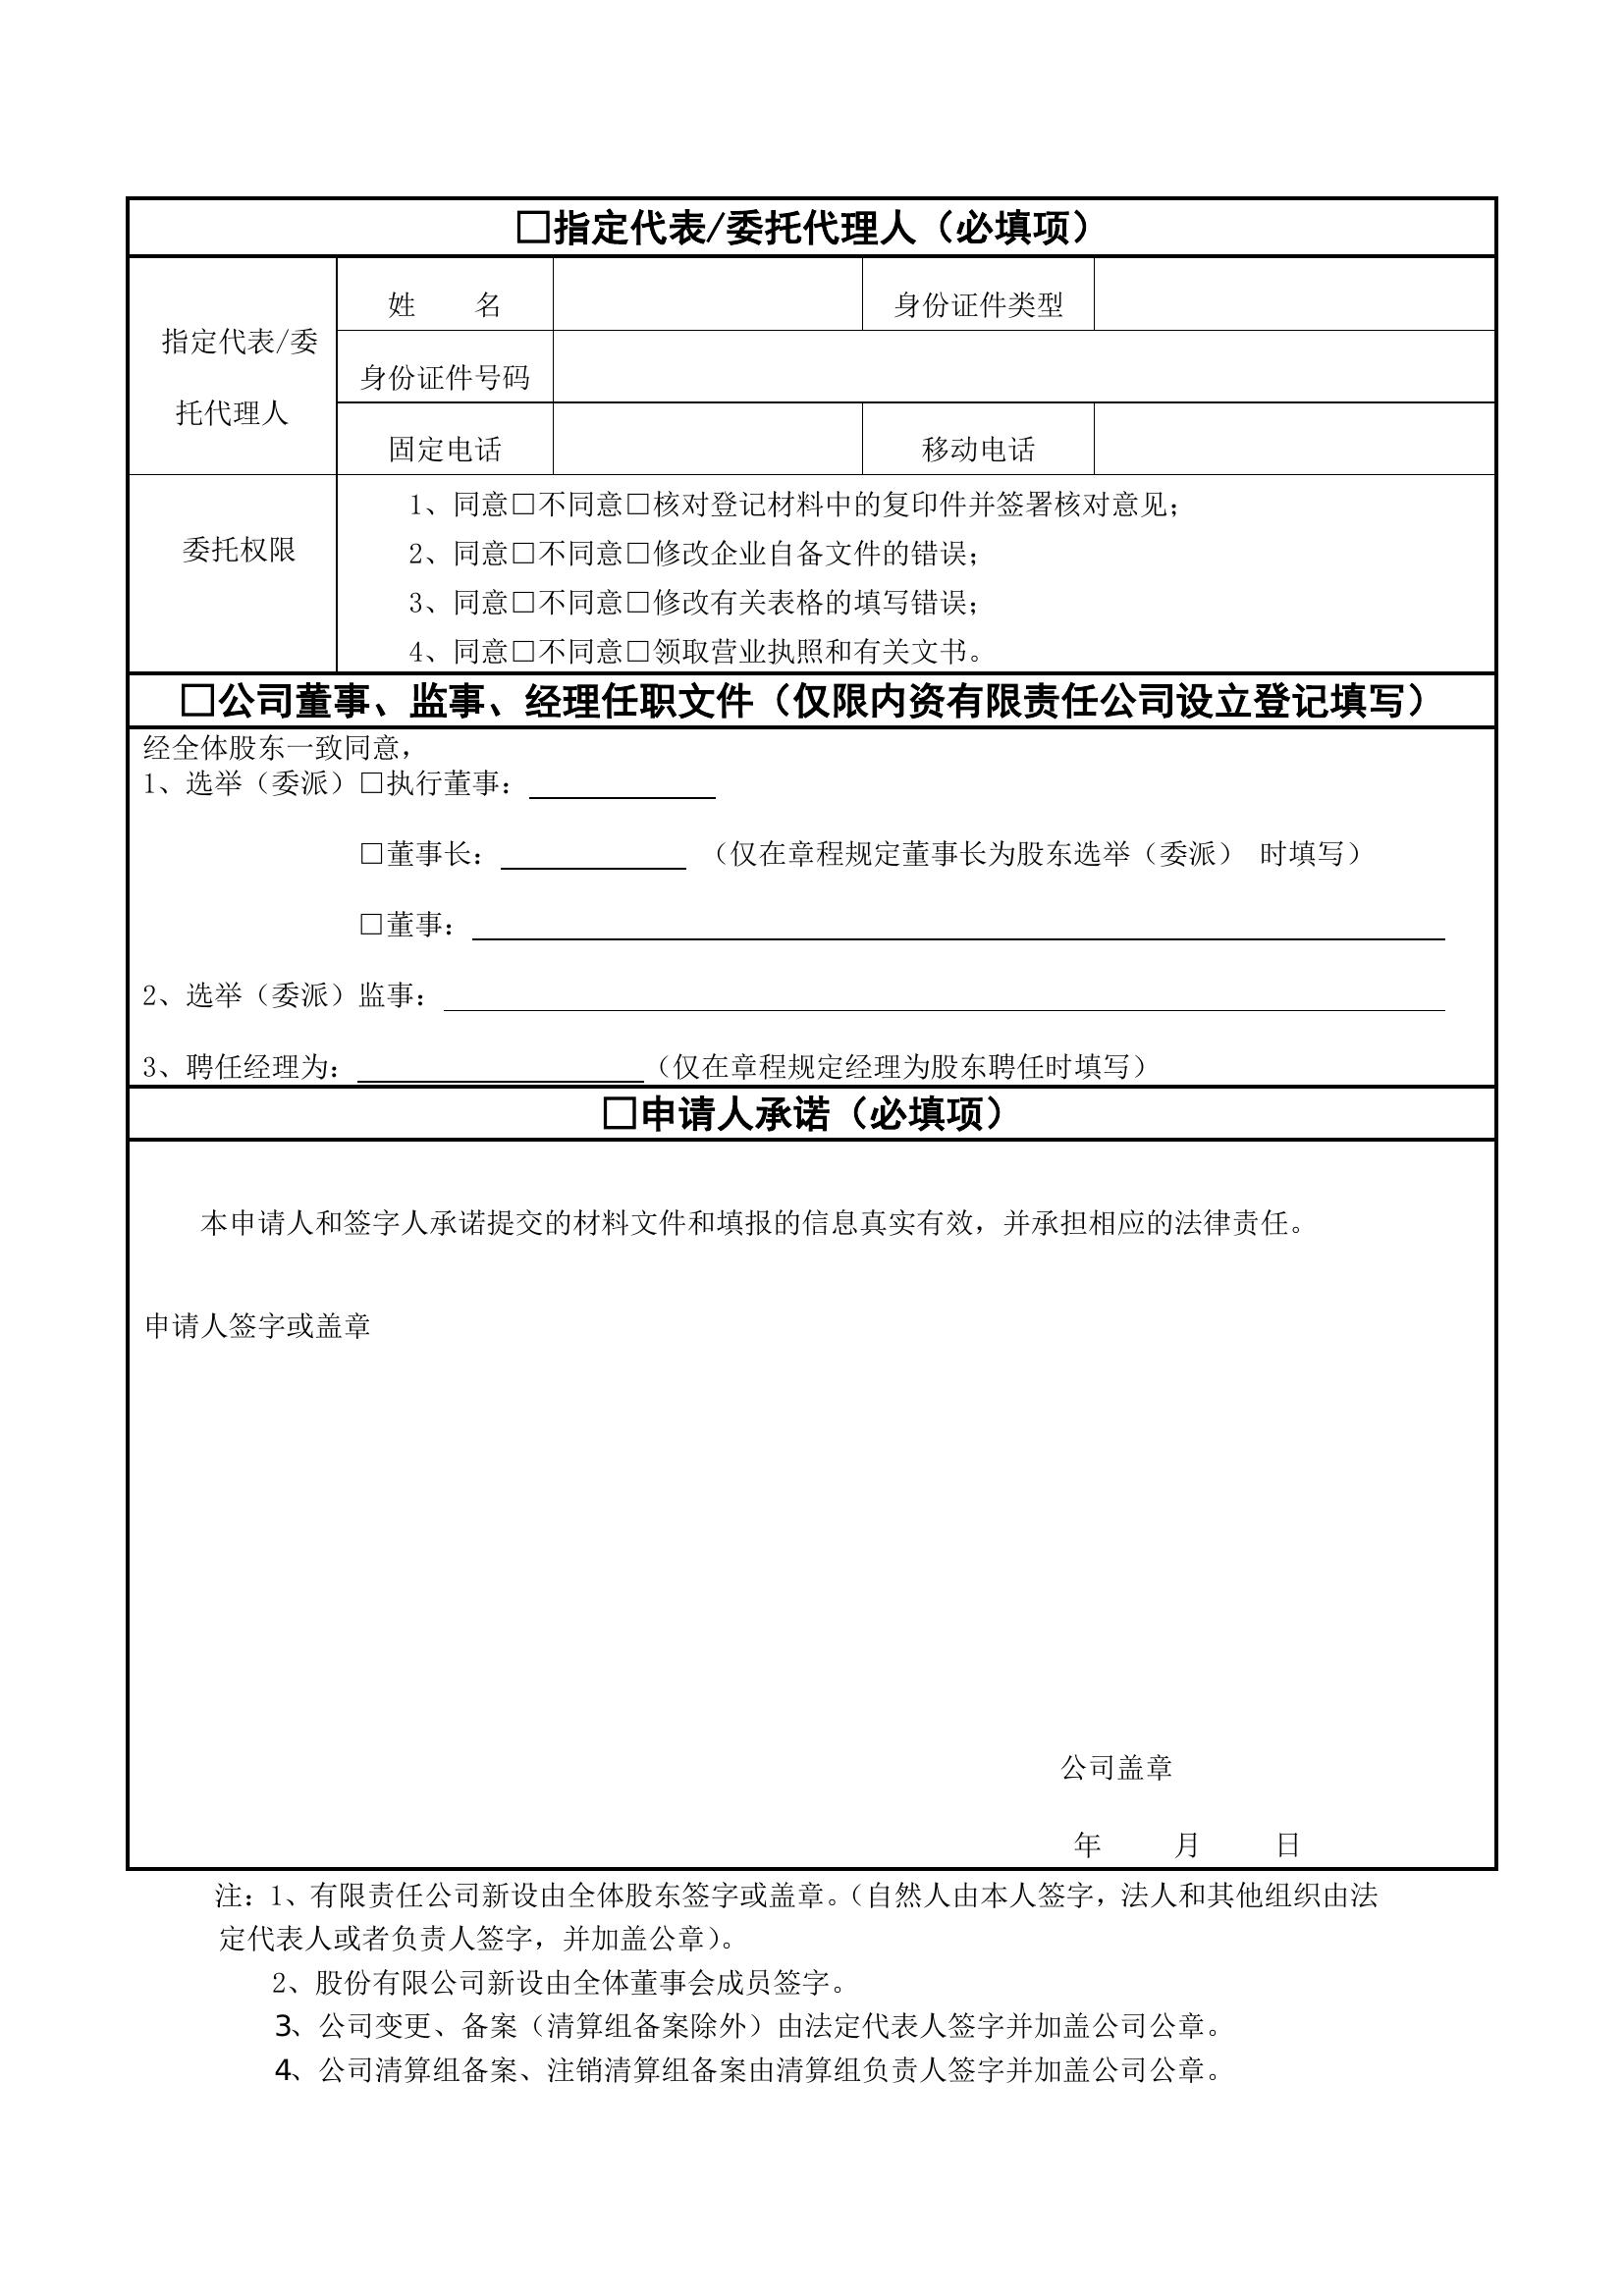 □指定代表/委托代理人（必填项）
指定代表/委
托代理人
姓 名
身份证件类型
身份证件号码
固定电话
移动电话
委托权限
1、同意□不同意□核对登记材料中的复印件并签署核对意见；
2、同意□不同意□修改企业自备文件的错误；
3、同意□不同意□修改有关表格的填写错误；
4、同意□不同意□领取营业执照和有关文书。
□公司董事、监事、经理任职文件（仅限内资有限责任公司设立登记填写）
经全体股东一致同意，
1、选举（委派）□执行董事：
□董事长： （仅在章程规定董事长为股东选举（委派） 时填写）
□董事：
2、选举（委派）监事：
3、聘任经理为： （仅在章程规定经理为股东聘任时填写）
□申请人承诺（必填项）
本申请人和签字人承诺提交的材料文件和填报的信息真实有效，并承担相应的法律责任。
申请人签字或盖章
公司盖章
年 月 日
注：1、有限责任公司新设由全体股东签字或盖章。（自然人由本人签字，法人和其他组织由法
定代表人或者负责人签字，并加盖公章）。
2、股份有限公司新设由全体董事会成员签字。
3、公司变更、备案（清算组备案除外）由法定代表人签字并加盖公司公章。
4、公司清算组备案、注销清算组备案由清算组负责人签字并加盖公司公章。